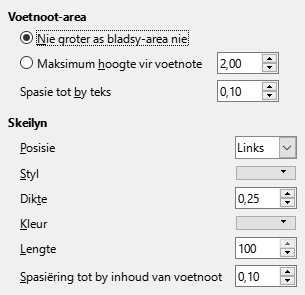 Voetnoot-area
Nie groter as bladsy-area nie
Maksimum hoogte vir voetnote 2,00
Spasie tot by teks 0,10
Skeilyn
Posisie Links
Styl
Dikte 0,25
Kleur
Lengte 100
Spasiëring tot by inhoud van voetnoot 0,10